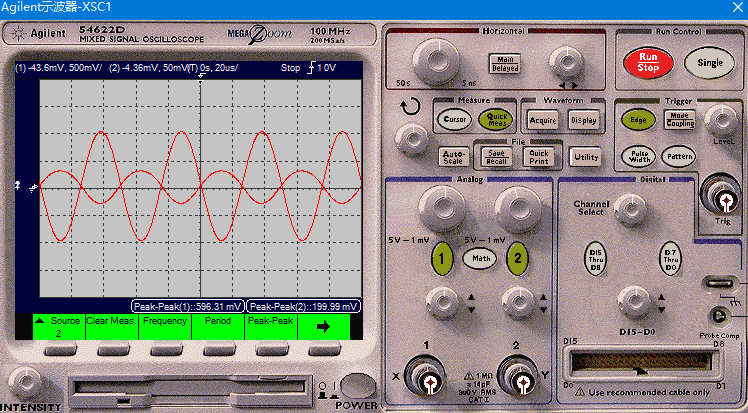 Agilent示波器-XSC1
Agilent
54622D
MIXED SIGNAL OSCILLOSCOPE
MEGA Zoom
100 MHz
200 MSa/s
(1) -43.6mV, 500mV/ (2) -4.36mV, 50mV/(T) 0s, 20us/ Stop 1 0V
Peak-Peak(1)::596.31 mV
Peak-Peak(2)::199.99 mV
Source
2
Clear Meas.
Frequency
Period
Peak-Peak
INTENSITY
I
O
POWER
Horizontal
50 s
5 ns
Main
Delayed
Run Control
Run
Stop
Single
Measure
Cursor
Quick
Meas
Waveform
Acquire
Display
File
Auto-
Scale
Save
Recall
Quick
Print
Utility
Trigger
Edge
Mode
Coupling
Pulse
Width
Pattern
Level
Trig
Analog
5 V – 1 mV
5 V – 1 mV
1
Math
2
1
2
X
Y
1 MΩ
≅ 14pF
300 V RMS
CAT I
Digital
Channel
Select
D15
Thru
D8
D7
Thru
D0
D15-D0
Probe Comp
D15
D8
D0
D7
Use recommended cable only